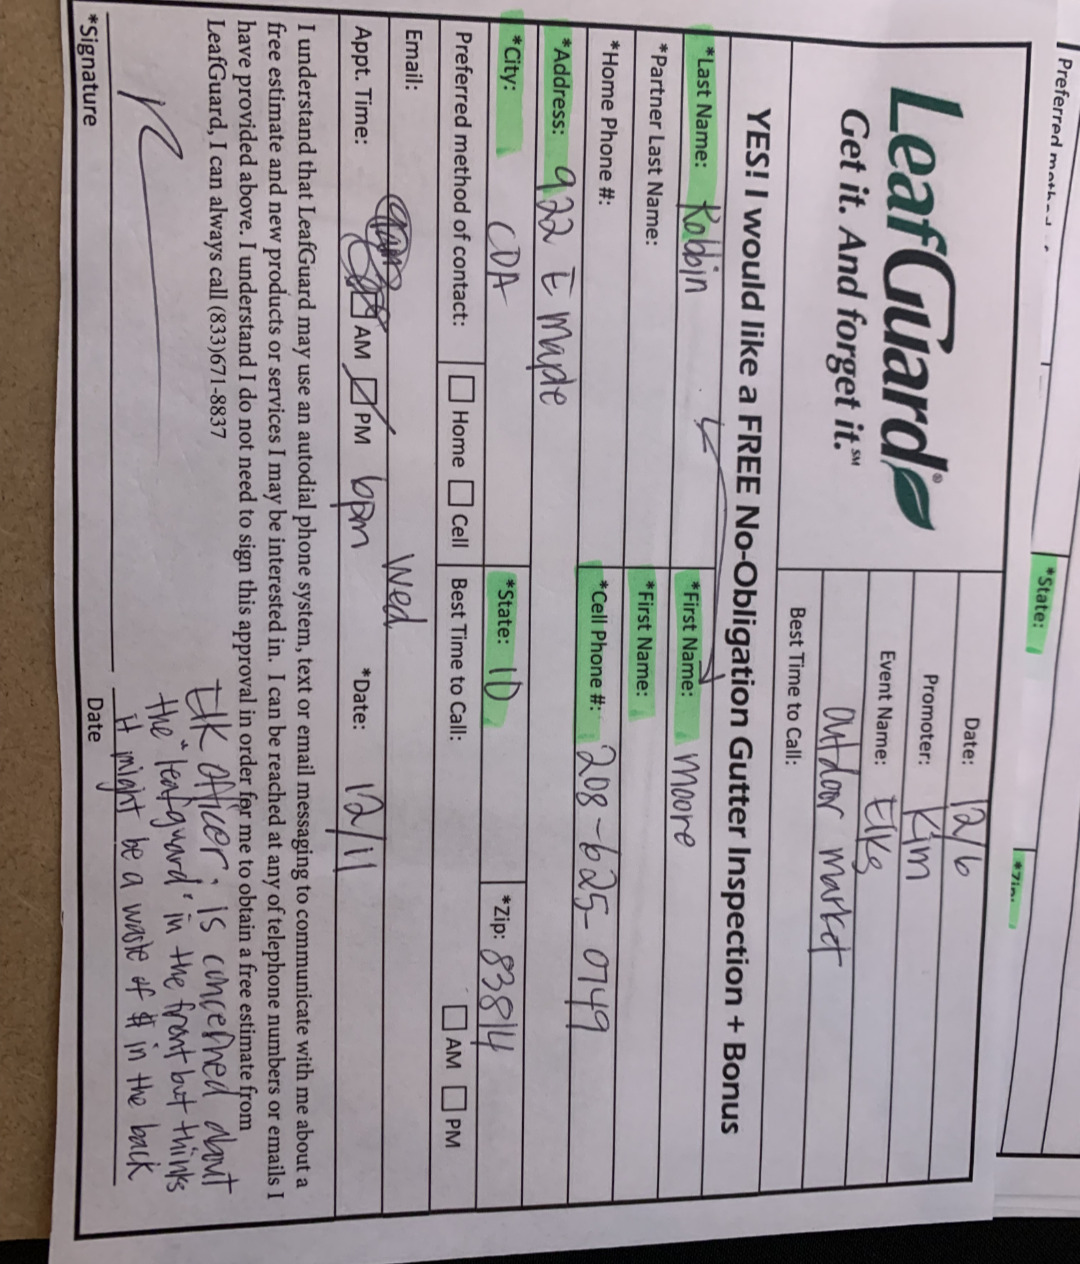 Preferred meth
*State:
*Zip:
LeafGuard®
Get it. And forget it.℠
Date: 12/6
Promoter: Kim
Event Name: Elks
outdoor market
Best Time to Call:
YES! I would like a FREE No-Obligation Gutter Inspection + Bonus
*Last Name: Robbin *First Name: Moore
*Partner Last Name: *First Name:
*Home Phone #: *Cell Phone #: 208-625-0749
*Address: 922 E Maple
*City: CDA *State: ID *Zip: 83814
Preferred method of contact: Home Cell Best Time to Call: AM PM
Email: Wed
Appt. Time: AM PM 6pm *Date: 12/11
I understand that LeafGuard may use an autodial phone system, text or email messaging to communicate with me about a
free estimate and new products or services I may be interested in. I can be reached at any of telephone numbers or emails I
have provided above. I understand I do not need to sign this approval in order for me to obtain a free estimate from
LeafGuard, I can always call (833)671-8837
ELK officer is concerned about
the "leafguard" in the front but thinks
it might be a waste of $ in the back
*Signature Date